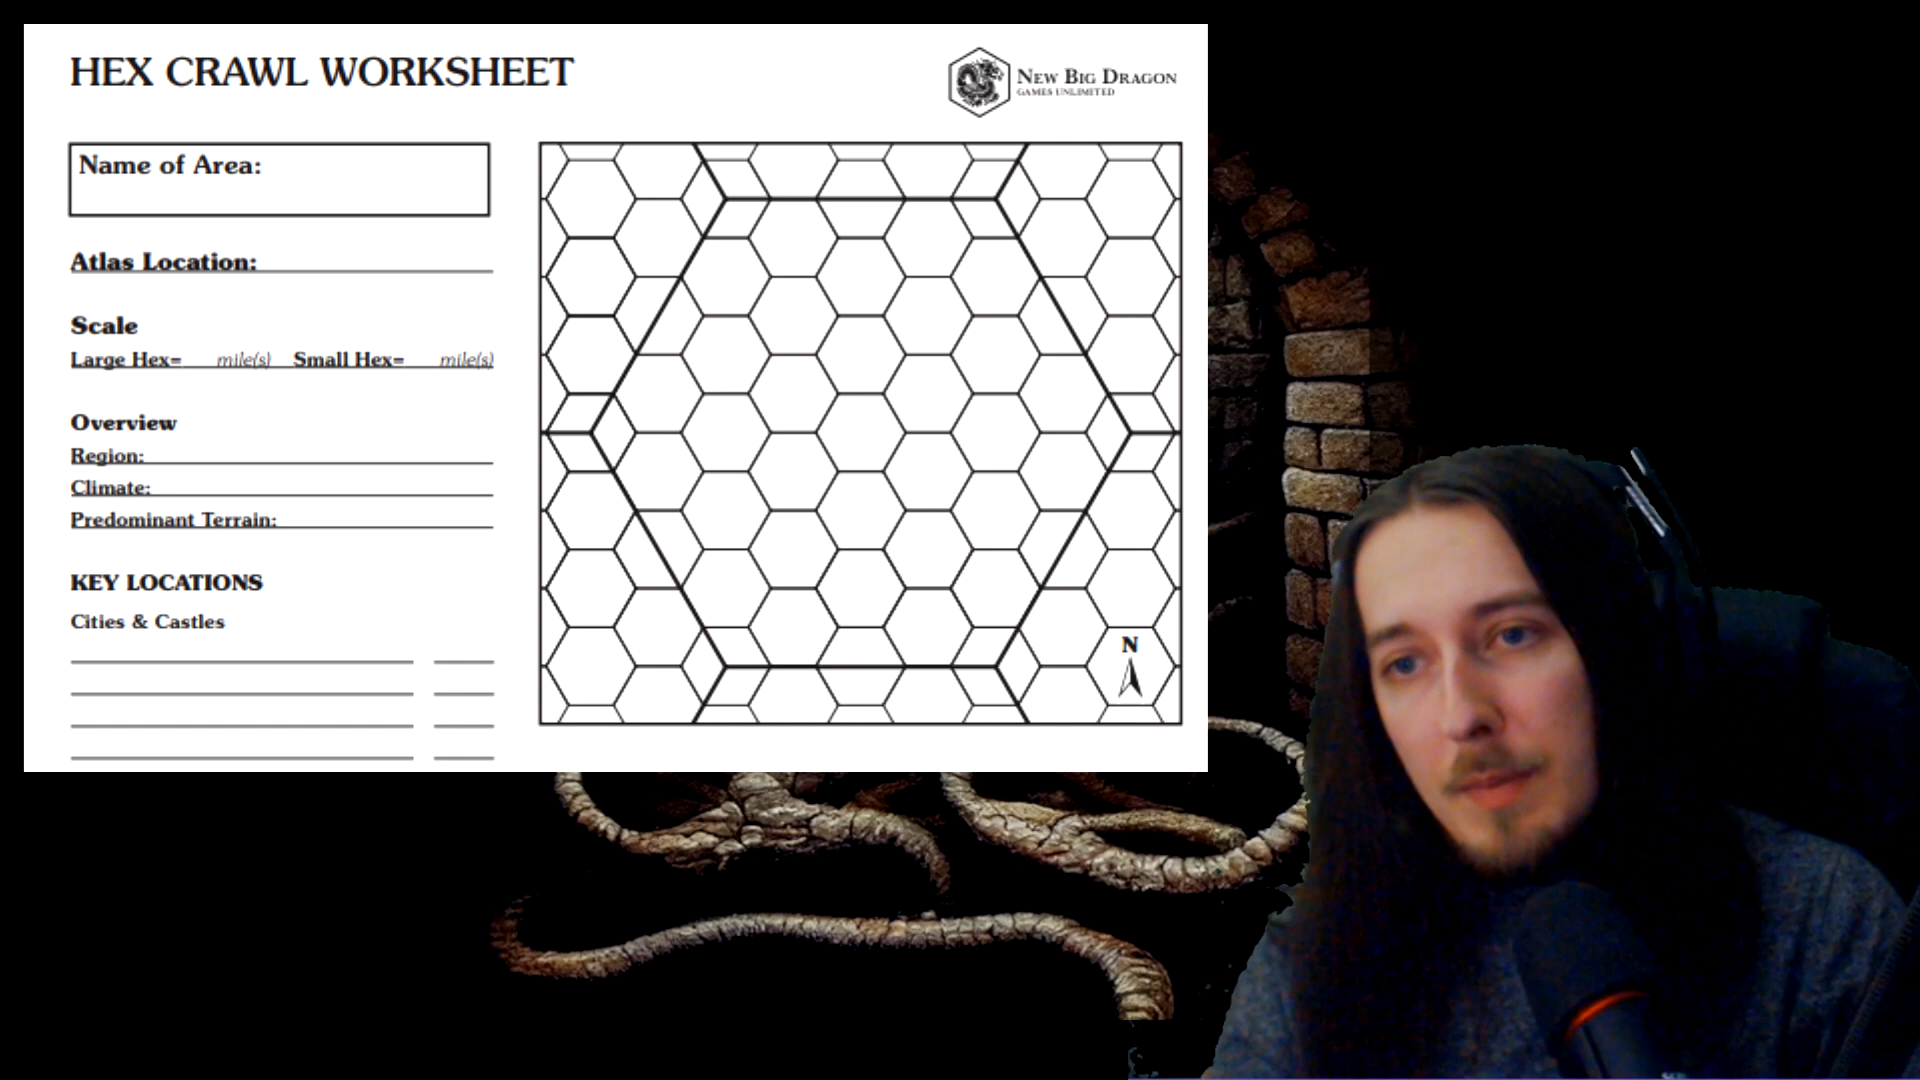 HEX CRAWL WORKSHEET
NEW BIG DRAGON
GAMES UNLIMITED
Name of Area:
Atlas Location:
Scale
Large Hex= mile(s) Small Hex= mile(s)
Overview
Region:
Climate:
Predominant Terrain:
KEY LOCATIONS
Cities & Castles
N